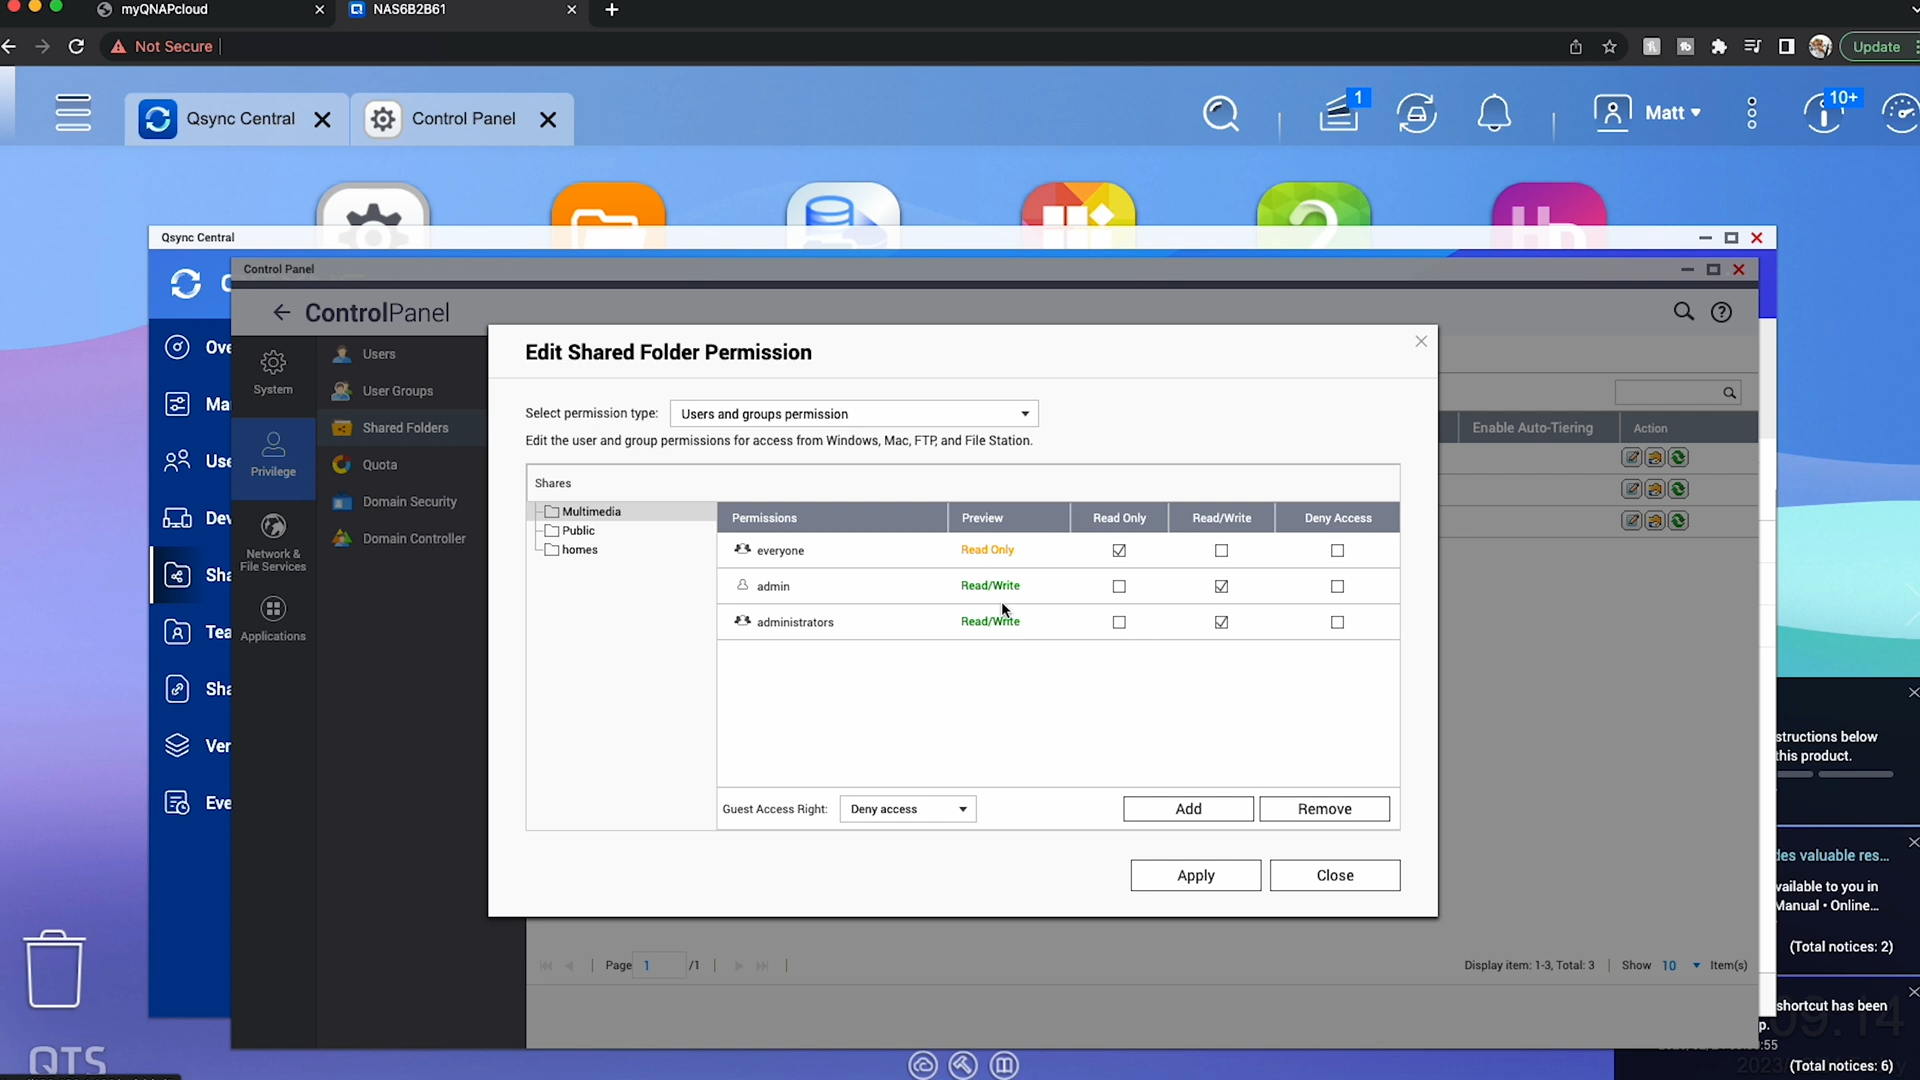 myQNAPcloud
NAS6B2B61
Not Secure
Update
Qsync Central
Control Panel
1
Matt
10+
Qsync Central
Control Panel
ControlPanel
Edit Shared Folder Permission
Select permission type: Users and groups permission
Edit the user and group permissions for access from Windows, Mac, FTP, and File Station.
Shares
Multimedia
Public
homes
Permissions Preview Read Only Read/Write Deny Access
everyone Read Only
admin Read/Write
administrators Read/Write
Guest Access Right: Deny access Add Remove
Apply Close
System
Privilege
Network &
File Services
Applications
Users
User Groups
Shared Folders
Quota
Domain Security
Domain Controller
Ove
Ma
Use
Dev
Sha
Tea
Sha
Ver
Eve
Enable Auto-Tiering Action
Page 1 /1
Display item: 1-3, Total: 3 Show 10 Item(s)
structions below
this product.
des valuable res...
vailable to you in
Manual • Online...
(Total notices: 2)
shortcut has been
p.
(Total notices: 6)
QTS